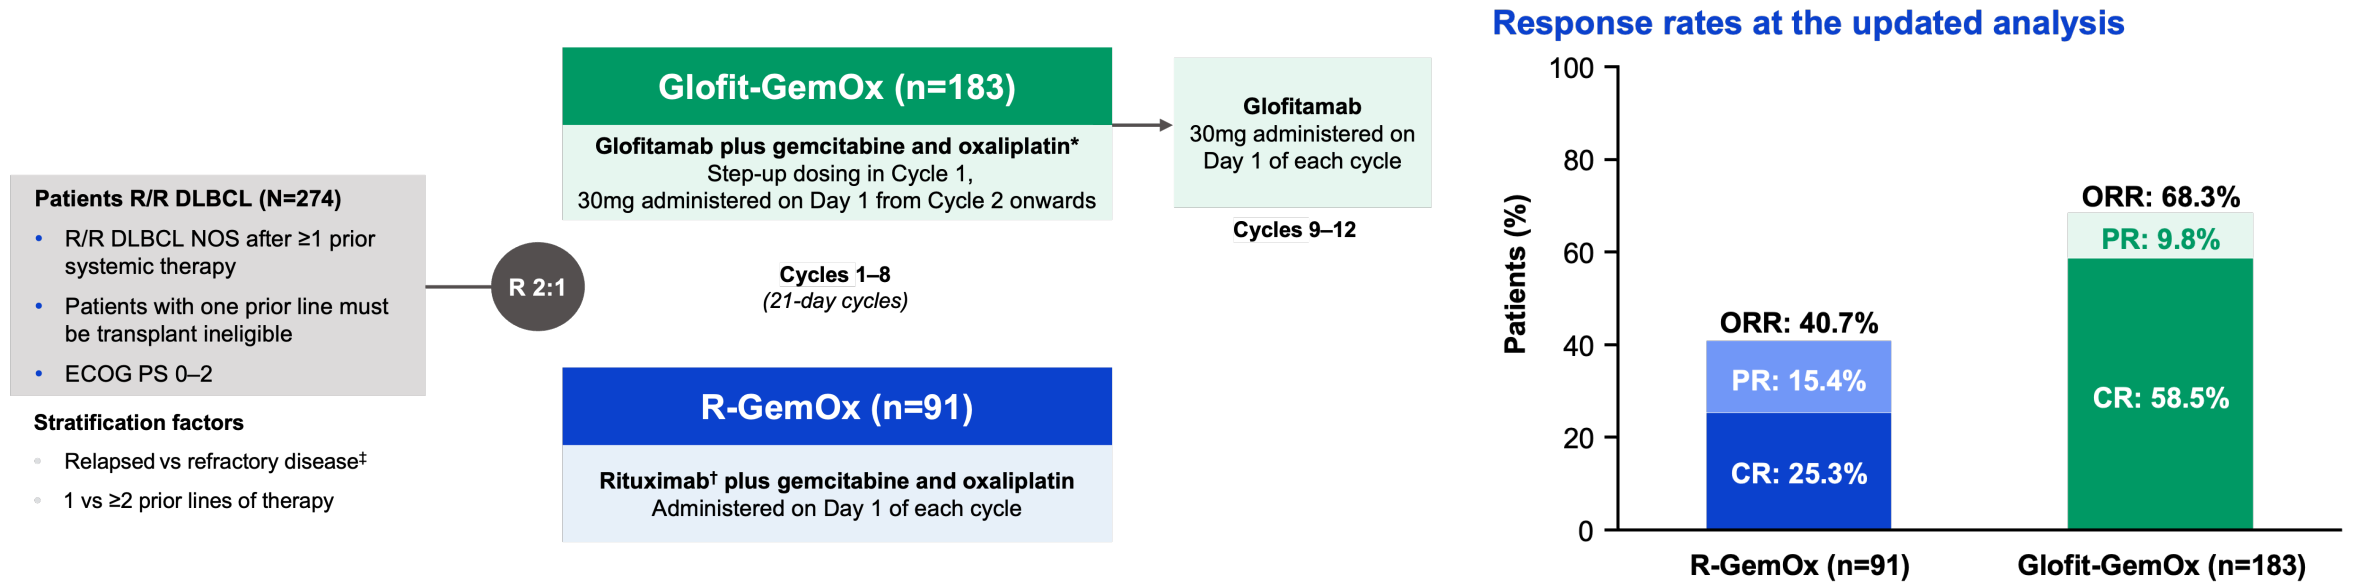 Patients R/R DLBCL (N=274)
• R/R DLBCL NOS after ≥1 prior
systemic therapy
• Patients with one prior line must
be transplant ineligible
• ECOG PS 0–2
Stratification factors
• Relapsed vs refractory disease‡
• 1 vs ≥2 prior lines of therapy
R 2:1
Glofit-GemOx (n=183)
Glofitamab plus gemcitabine and oxaliplatin*
Step-up dosing in Cycle 1,
30mg administered on Day 1 from Cycle 2 onwards
Cycles 1–8
(21-day cycles)
R-GemOx (n=91)
Rituximab† plus gemcitabine and oxaliplatin
Administered on Day 1 of each cycle
Glofitamab
30mg administered on
Day 1 of each cycle
Cycles 9–12
Response rates at the updated analysis
Patients (%)
100
80
60
40
20
0
ORR: 40.7%
PR: 15.4%
CR: 25.3%
R-GemOx (n=91)
ORR: 68.3%
PR: 9.8%
CR: 58.5%
Glofit-GemOx (n=183)